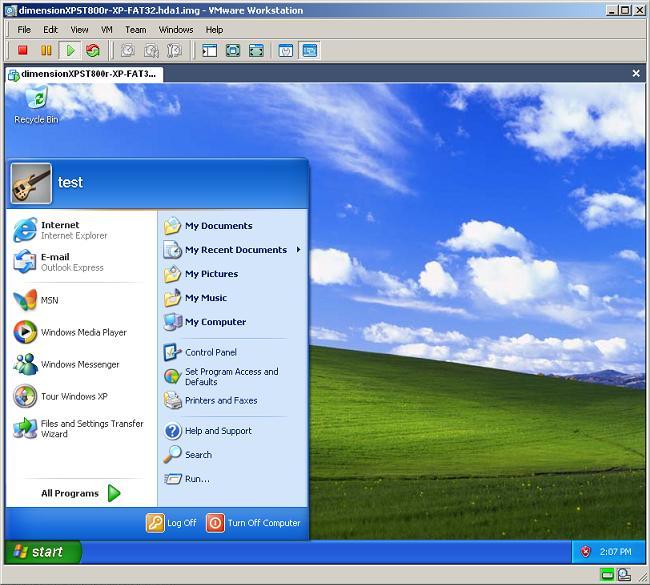 dimensionXPST800r-XP-FAT32.hda1.img - VMware Workstation
File Edit View VM Team Windows Help
dimensionXPST800r-XP-FAT3...
Recycle Bin
test
Internet
Internet Explorer
E-mail
Outlook Express
MSN
Windows Media Player
Windows Messenger
Tour Windows XP
Files and Settings Transfer
Wizard
All Programs
My Documents
My Recent Documents
My Pictures
My Music
My Computer
Control Panel
Set Program Access and
Defaults
Printers and Faxes
Help and Support
Search
Run...
Log Off Turn Off Computer
start
2:07 PM